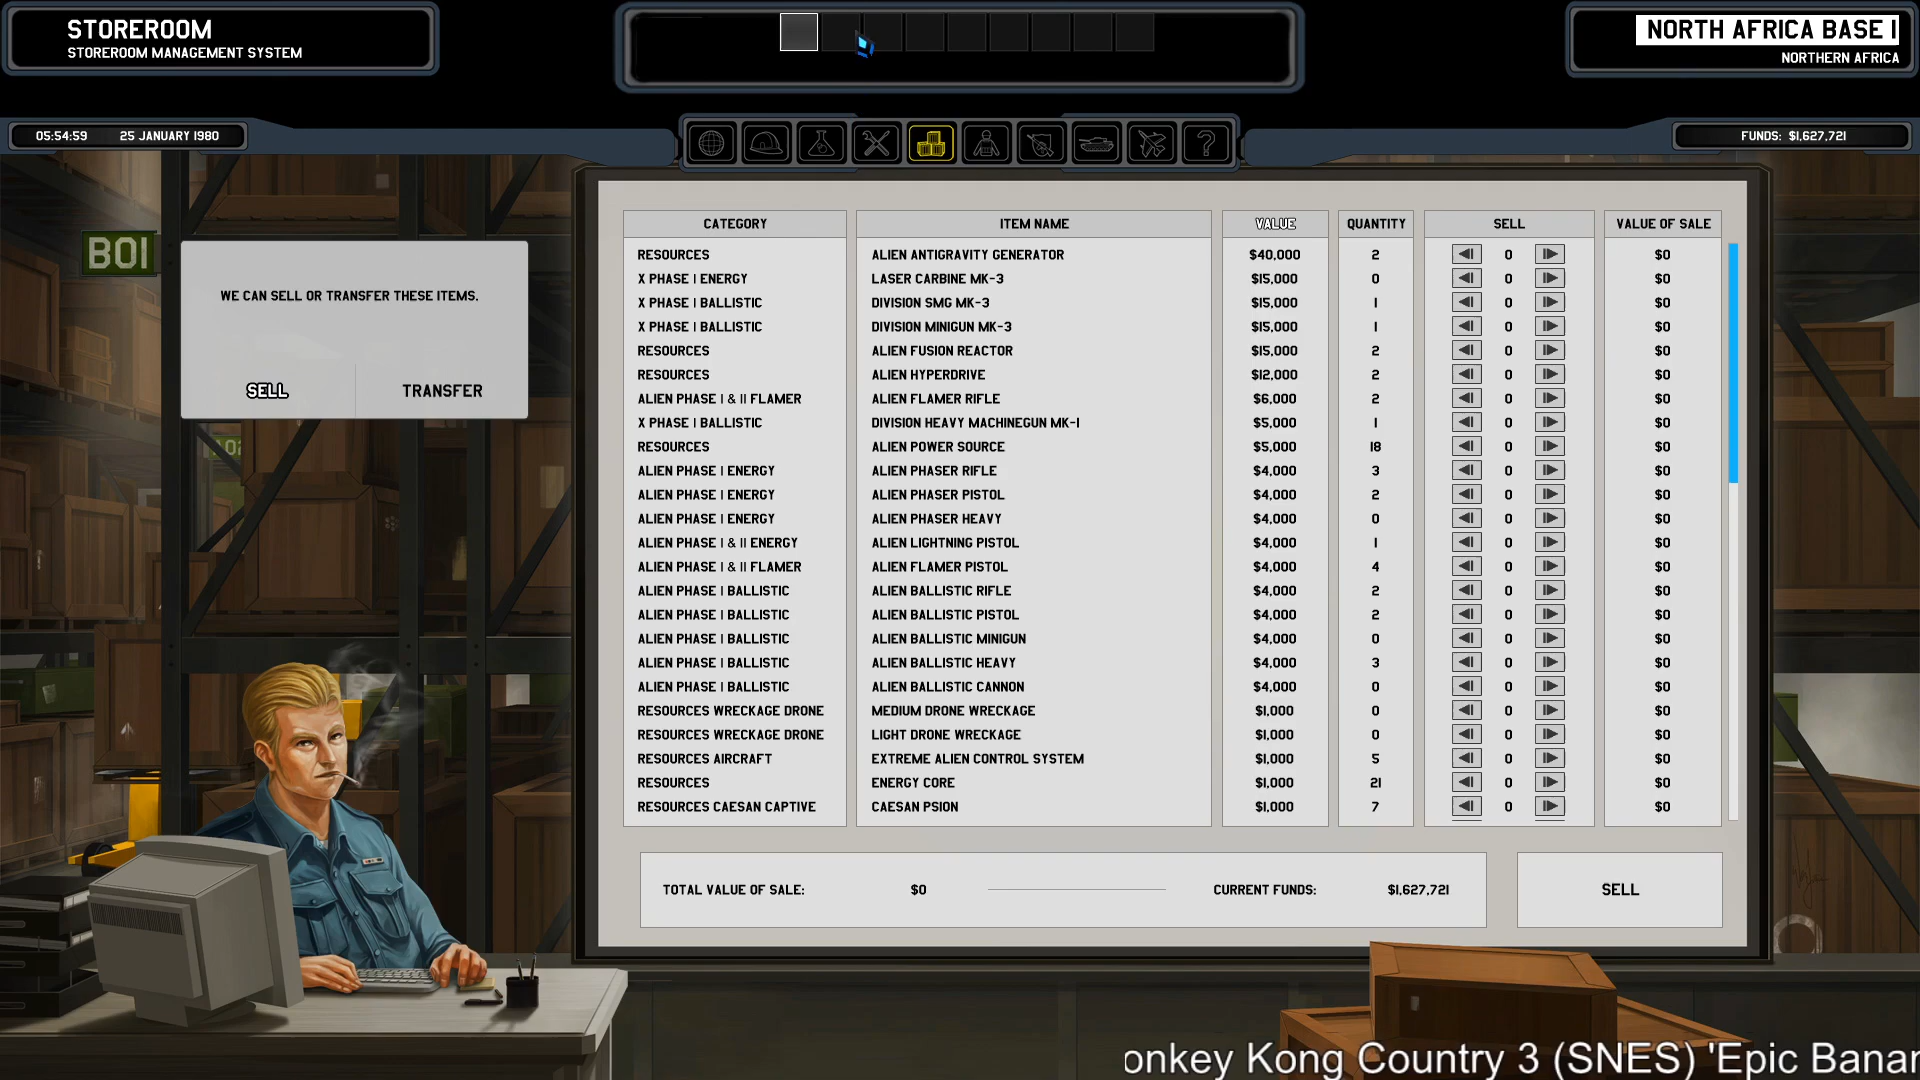 STOREROOM
STOREROOM MANAGEMENT SYSTEM
NORTH AFRICA BASE 1
NORTHERN AFRICA
05:54:59 25 JANUARY 1980
FUNDS: $1,627,721
B01
WE CAN SELL OR TRANSFER THESE ITEMS.
SELL TRANSFER
CATEGORY ITEM NAME VALUE QUANTITY SELL VALUE OF SALE
RESOURCES ALIEN ANTIGRAVITY GENERATOR $40,000 2 0 $0
X PHASE I ENERGY LASER CARBINE MK-3 $15,000 0 0 $0
X PHASE I BALLISTIC DIVISION SMG MK-3 $15,000 1 0 $0
X PHASE I BALLISTIC DIVISION MINIGUN MK-3 $15,000 1 0 $0
RESOURCES ALIEN FUSION REACTOR $15,000 2 0 $0
RESOURCES ALIEN HYPERDRIVE $12,000 2 0 $0
ALIEN PHASE I & II FLAMER ALIEN FLAMER RIFLE $6,000 2 0 $0
X PHASE I BALLISTIC DIVISION HEAVY MACHINEGUN MK-1 $5,000 1 0 $0
RESOURCES ALIEN POWER SOURCE $5,000 18 0 $0
ALIEN PHASE I ENERGY ALIEN PHASER RIFLE $4,000 3 0 $0
ALIEN PHASE I ENERGY ALIEN PHASER PISTOL $4,000 2 0 $0
ALIEN PHASE I ENERGY ALIEN PHASER HEAVY $4,000 0 0 $0
ALIEN PHASE I & II ENERGY ALIEN LIGHTNING PISTOL $4,000 1 0 $0
ALIEN PHASE I & II FLAMER ALIEN FLAMER PISTOL $4,000 4 0 $0
ALIEN PHASE I BALLISTIC ALIEN BALLISTIC RIFLE $4,000 2 0 $0
ALIEN PHASE I BALLISTIC ALIEN BALLISTIC PISTOL $4,000 2 0 $0
ALIEN PHASE I BALLISTIC ALIEN BALLISTIC MINIGUN $4,000 0 0 $0
ALIEN PHASE I BALLISTIC ALIEN BALLISTIC HEAVY $4,000 3 0 $0
ALIEN PHASE I BALLISTIC ALIEN BALLISTIC CANNON $4,000 0 0 $0
RESOURCES WRECKAGE DRONE MEDIUM DRONE WRECKAGE $1,000 0 0 $0
RESOURCES WRECKAGE DRONE LIGHT DRONE WRECKAGE $1,000 0 0 $0
RESOURCES AIRCRAFT EXTREME ALIEN CONTROL SYSTEM $1,000 5 0 $0
RESOURCES ENERGY CORE $1,000 21 0 $0
RESOURCES CAESAN CAPTIVE CAESAN PSION $1,000 7 0 $0
TOTAL VALUE OF SALE: $0 CURRENT FUNDS: $1,627,721
SELL
onkey Kong Country 3 (SNES) 'Epic Banar